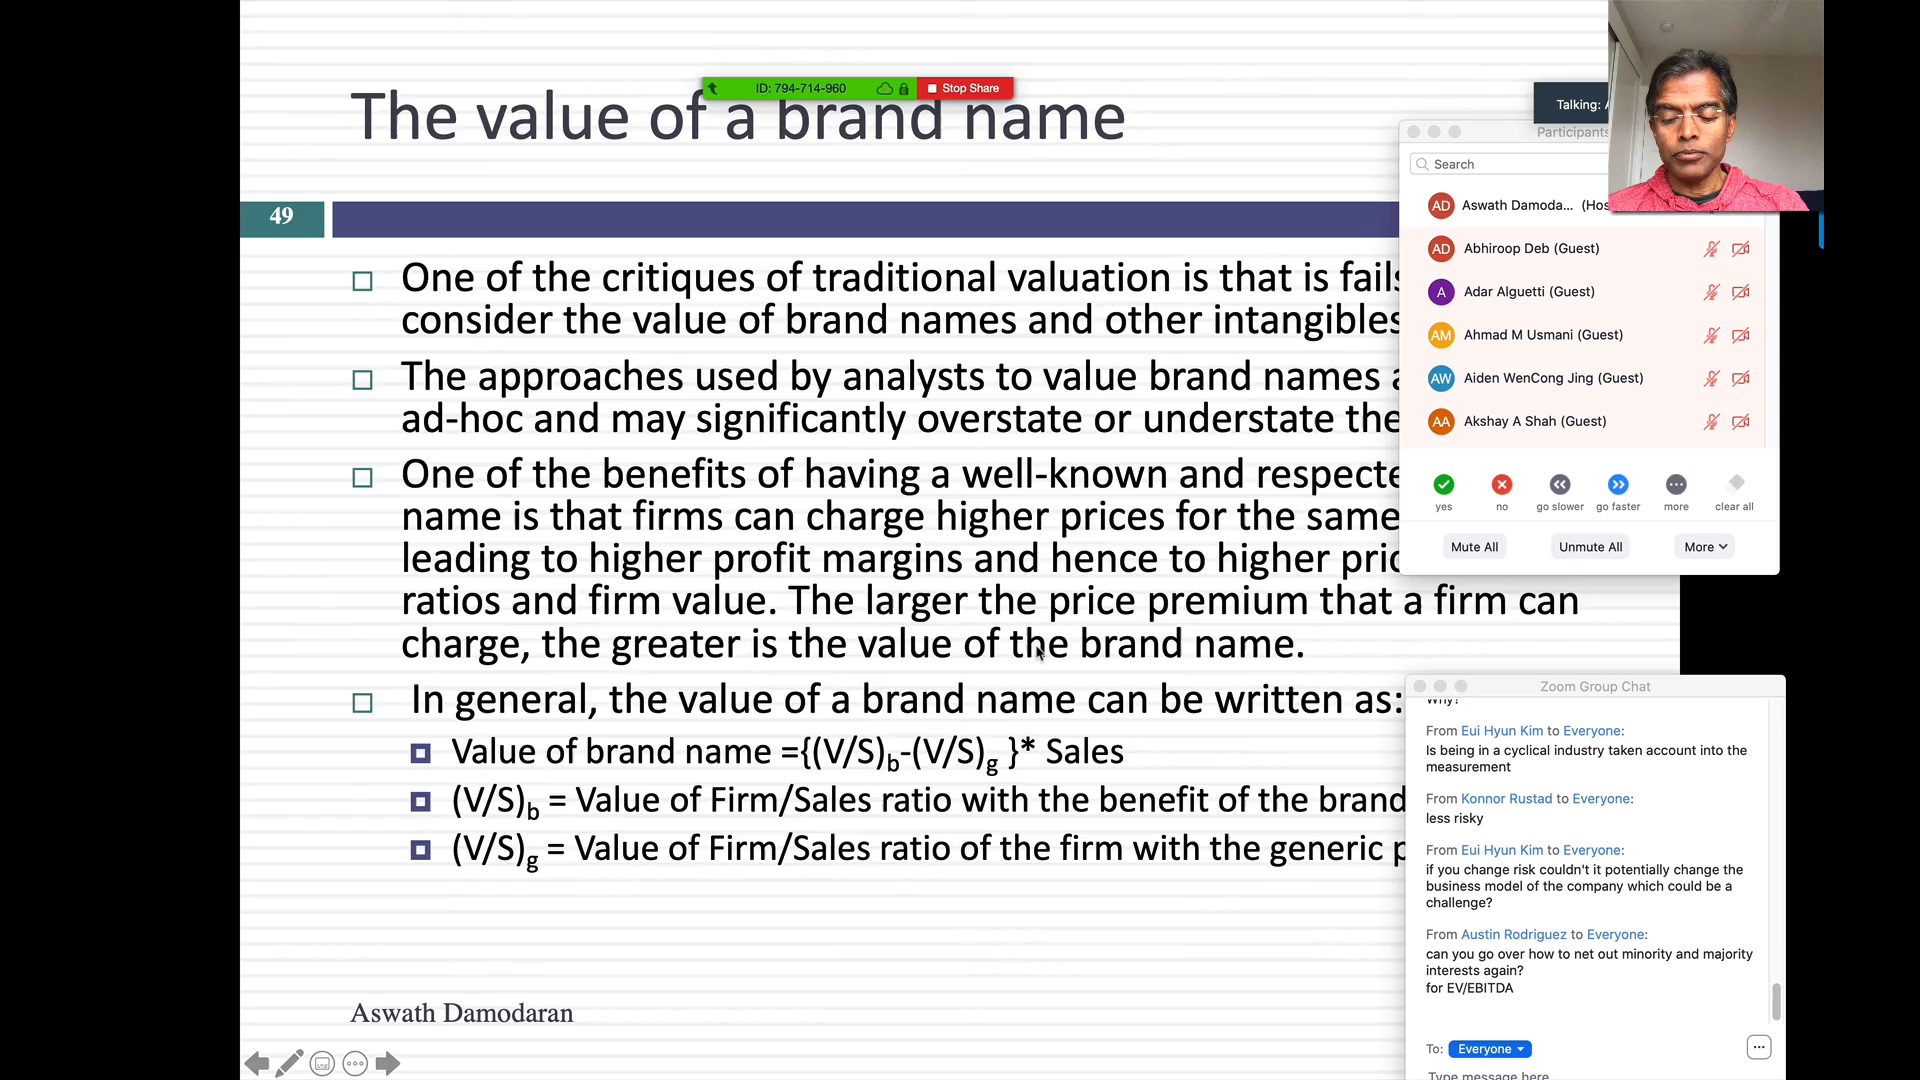 The value of a brand name
ID: 794-714-960
Stop Share
49
One of the critiques of traditional valuation is that is fails
consider the value of brand names and other intangibles
The approaches used by analysts to value brand names
ad-hoc and may significantly overstate or understate
One of the benefits of having a well-known and
name is that firms can charge higher prices for the same
leading to higher profit margins and hence to higher
ratios and firm value. The larger the price premium that a firm can
charge, the greater is the value of the brand name.
In general, the value of a brand name can be written as:
Value of brand name ={(V/S)b-(V/S)g }* Sales
(V/S)b = Value of Firm/Sales ratio with the benefit of the brand
(V/S)g = Value of Firm/Sales ratio of the firm with the generic
Aswath Damodaran
Talking:
Participants
Search
AD Aswath Damoda...
AD Abhiroop Deb (Guest)
A Adar Alguetti (Guest)
AM Ahmad M Usmani (Guest)
AW Aiden WenCong Jing (Guest)
AA Akshay A Shah (Guest)
yes
no
go slower
go faster
more
clear all
Mute All
Unmute All
More
Zoom Group Chat
Why?
From Eui Hyun Kim to Everyone:
Is being in a cyclical industry taken account into the
measurement
From Konnor Rustad to Everyone:
less risky
From Eui Hyun Kim to Everyone:
if you change risk couldn't it potentially change the
business model of the company which could be a
challenge?
From Austin Rodriguez to Everyone:
can you go over how to net out minority and majority
interests again?
for EV/EBITDA
To: Everyone
Type message here